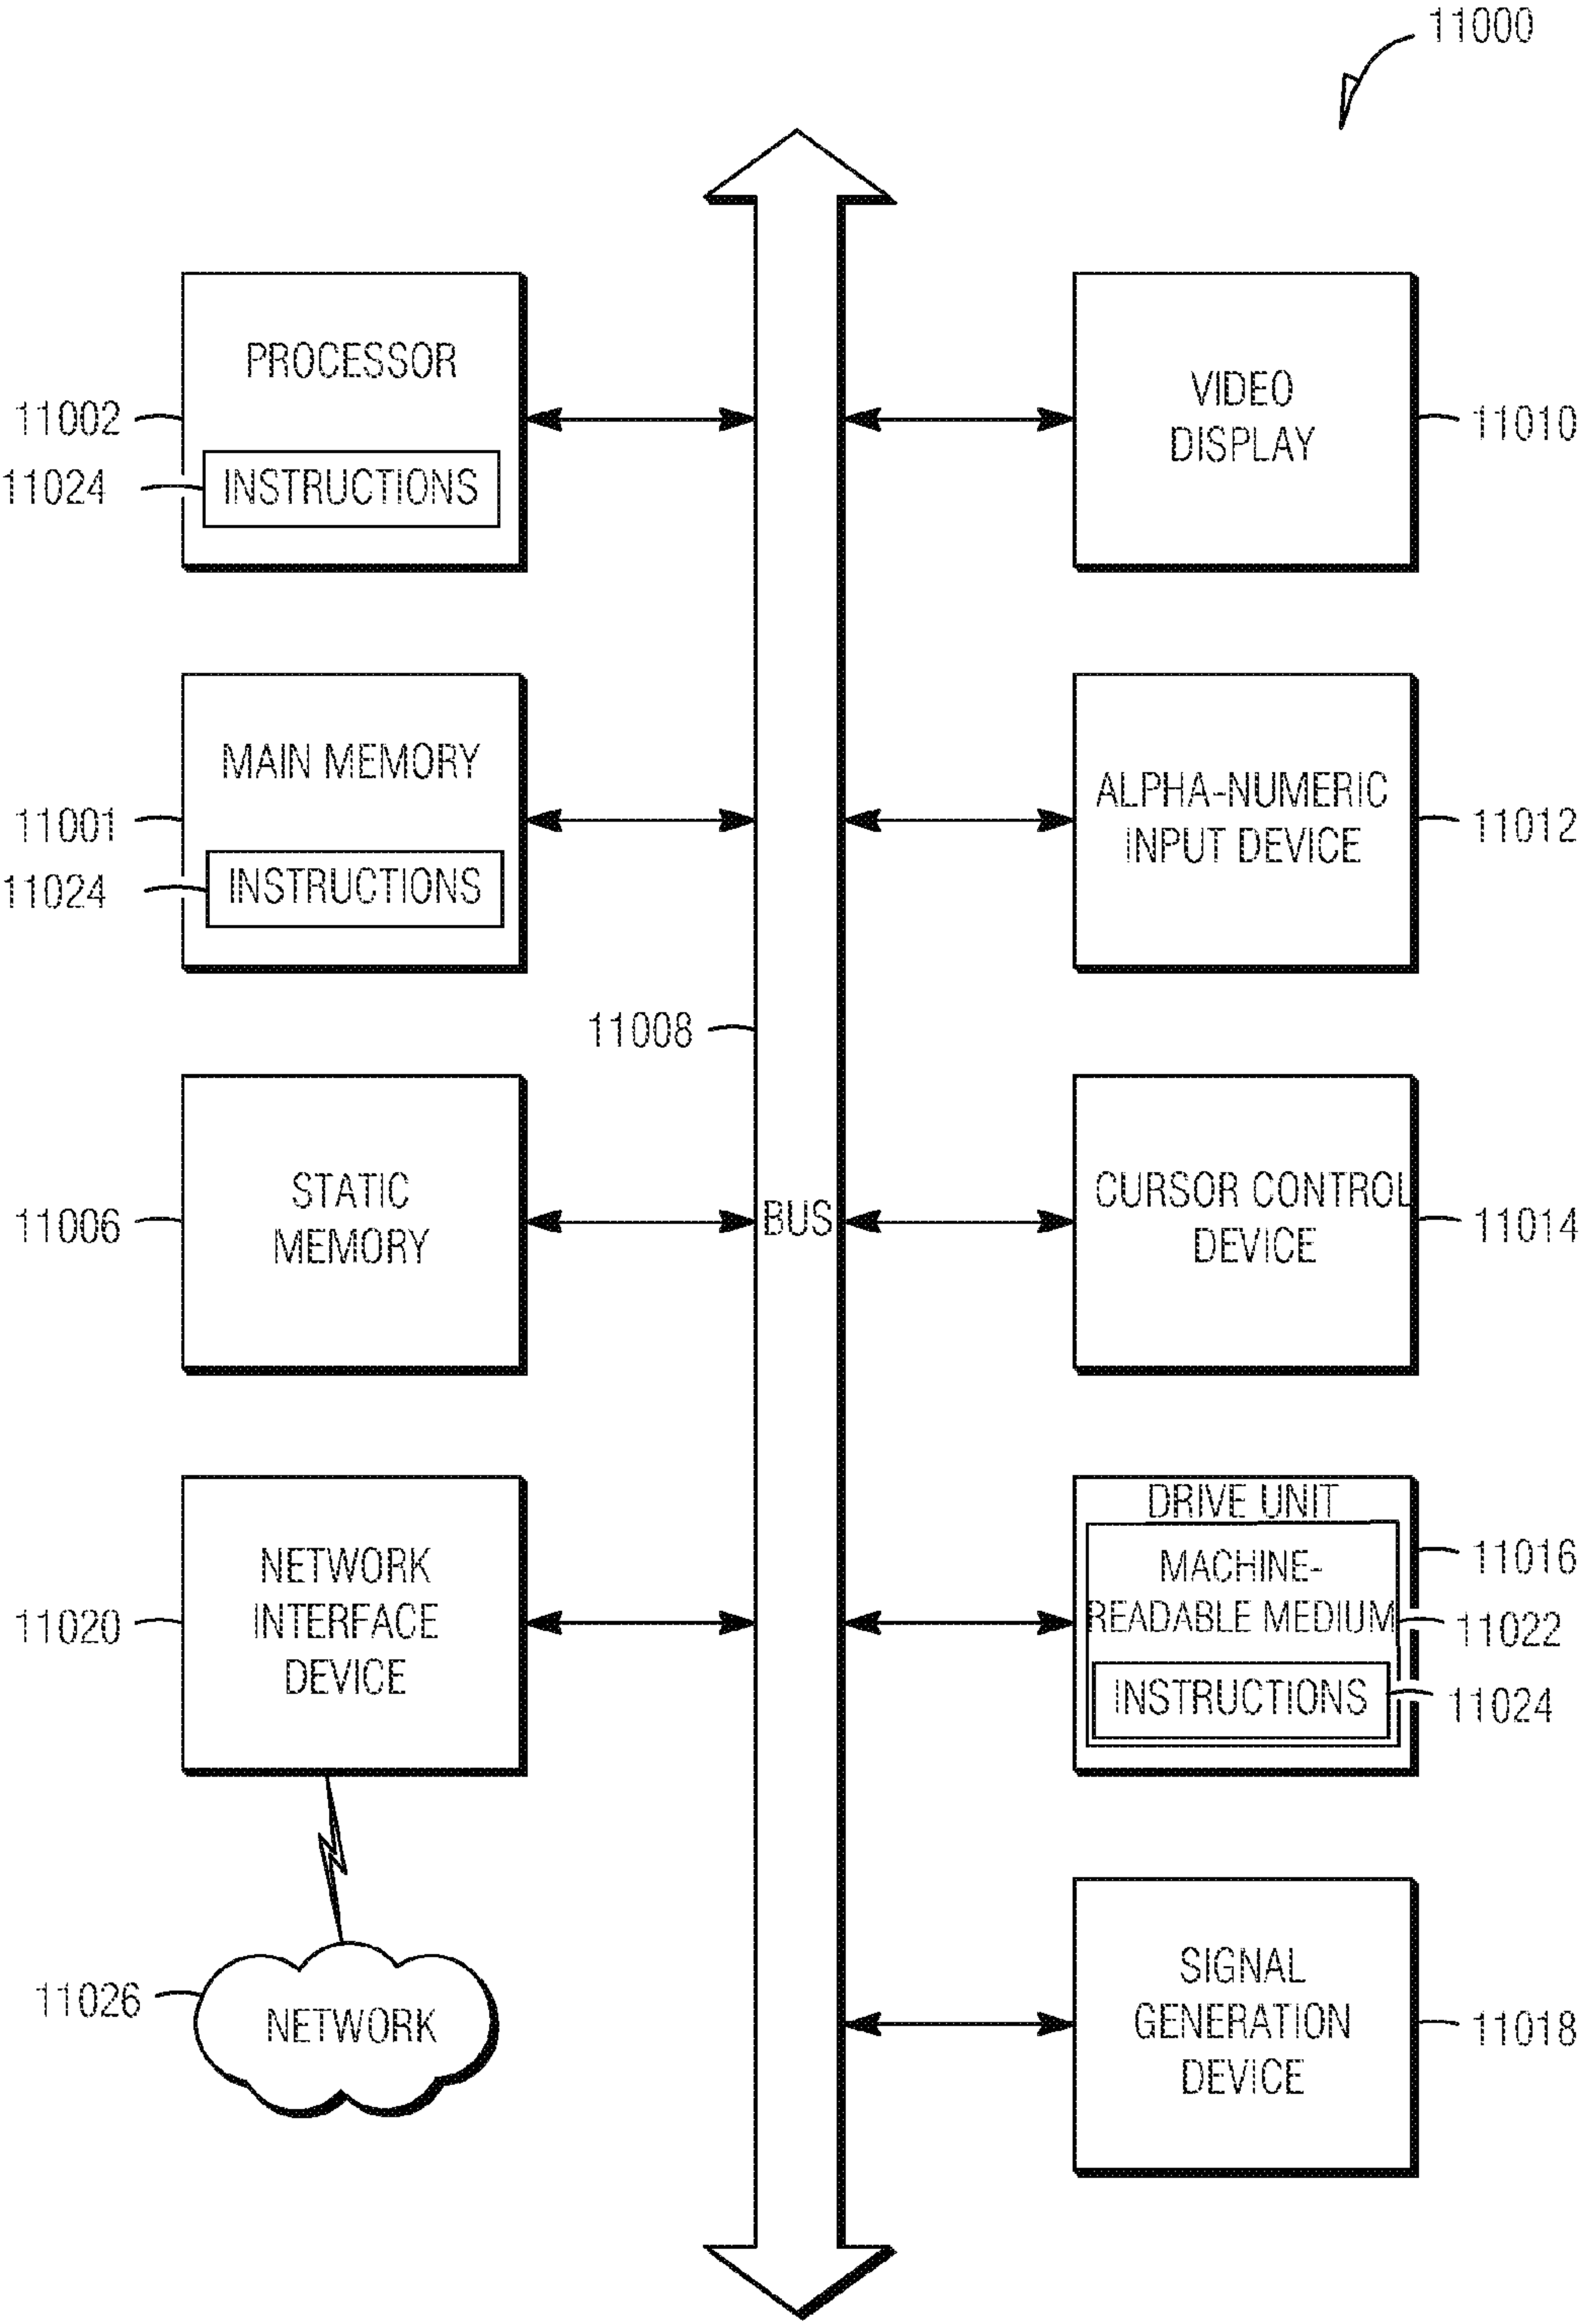 11000
PROCESSOR
11002
11024
INSTRUCTIONS
VIDEO
DISPLAY
11010
MAIN MEMORY
11001
11024
INSTRUCTIONS
ALPHA-NUMERIC
INPUT DEVICE
11012
11008
STATIC
MEMORY
11006
BUS
CURSOR CONTROL
DEVICE
11014
NETWORK
INTERFACE
DEVICE
11020
DRIVE UNIT
MACHINE-
READABLE MEDIUM
INSTRUCTIONS
11016
11022
11024
11026
NETWORK
SIGNAL
GENERATION
DEVICE
11018